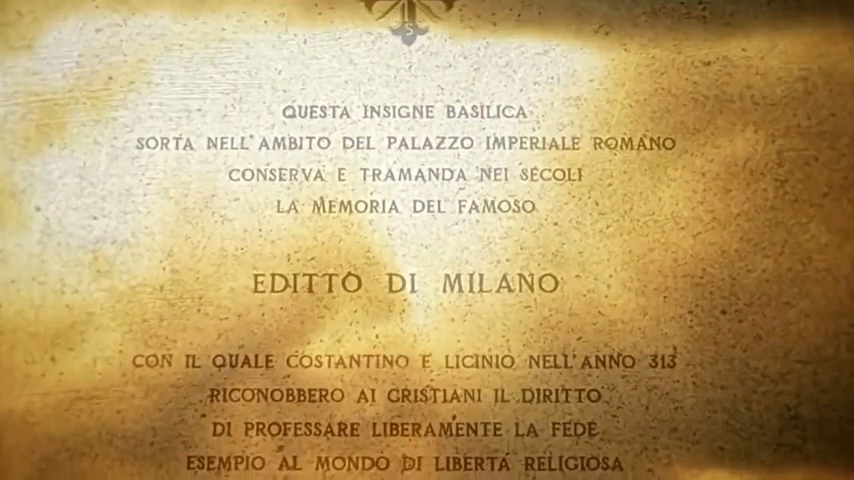 QUESTA INSIGNE BASILICA
SORTA NELL'AMBITO DEL PALAZZO IMPERIALE ROMANO
CONSERVA E TRAMANDA NEI SECOLI
LA MEMORIA DEL FAMOSO
EDITTO DI MILANO
CON IL QUALE COSTANTINO E LICINIO NELL'ANNO 313
RICONOBBERO AI CRISTIANI IL DIRITTO
DI PROFESSARE LIBERAMENTE LA FEDE
ESEMPIO AL MONDO DI LIBERTÀ RELIGIOSA